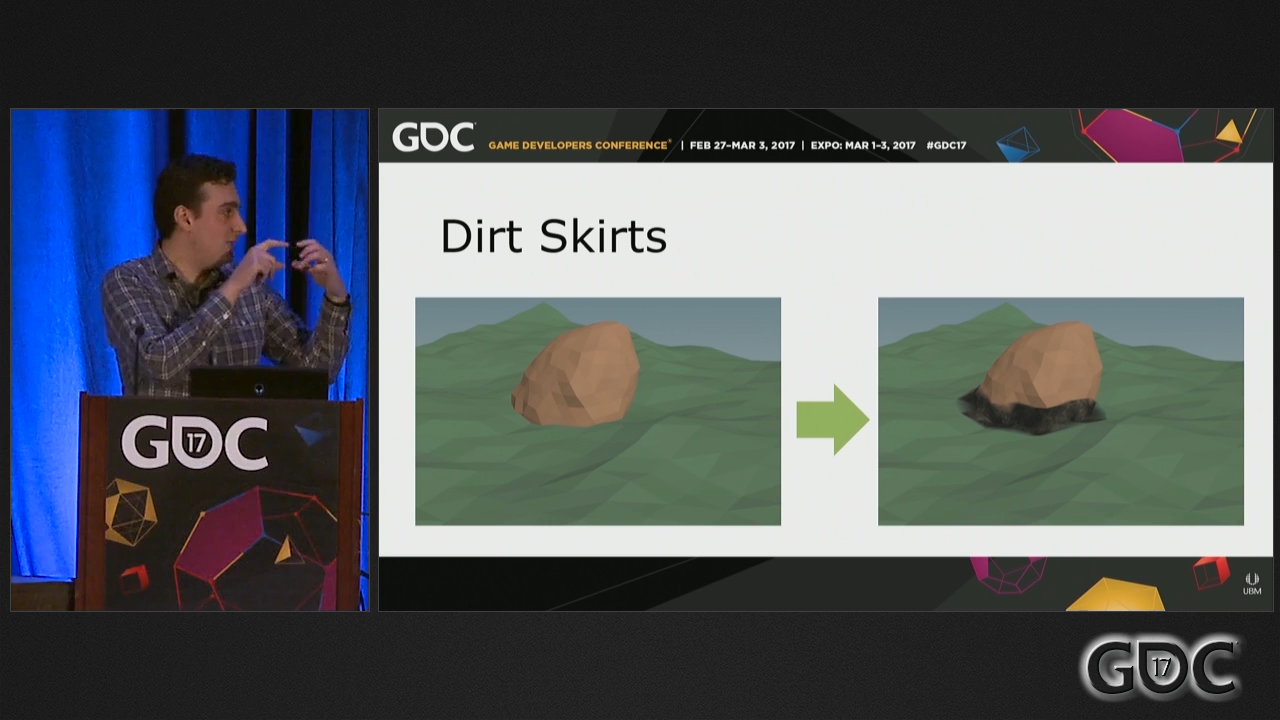 GDC
GAME DEVELOPERS CONFERENCE® | FEB 27–MAR 3, 2017 | EXPO: MAR 1–3, 2017 #GDC17
Dirt Skirts
GDC
17
UBM
GDC
17